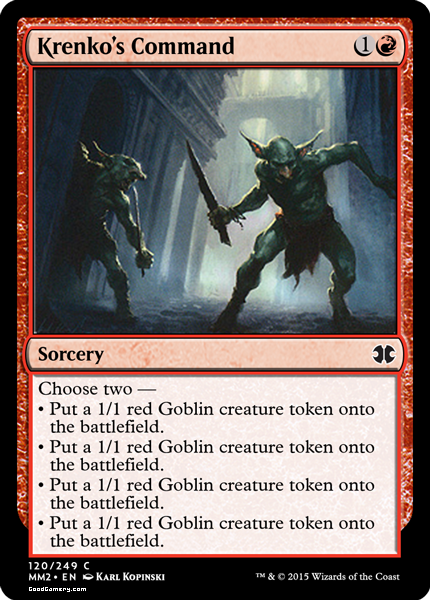 Krenko's Command 1
Sorcery
Choose two —
• Put a 1/1 red Goblin creature token onto
the battlefield.
• Put a 1/1 red Goblin creature token onto
the battlefield.
• Put a 1/1 red Goblin creature token onto
the battlefield.
• Put a 1/1 red Goblin creature token onto
the battlefield.
120/249 C
MM2 • EN Karl Kopinski ™ & © 2015 Wizards of the Coast
GoodGamery.com